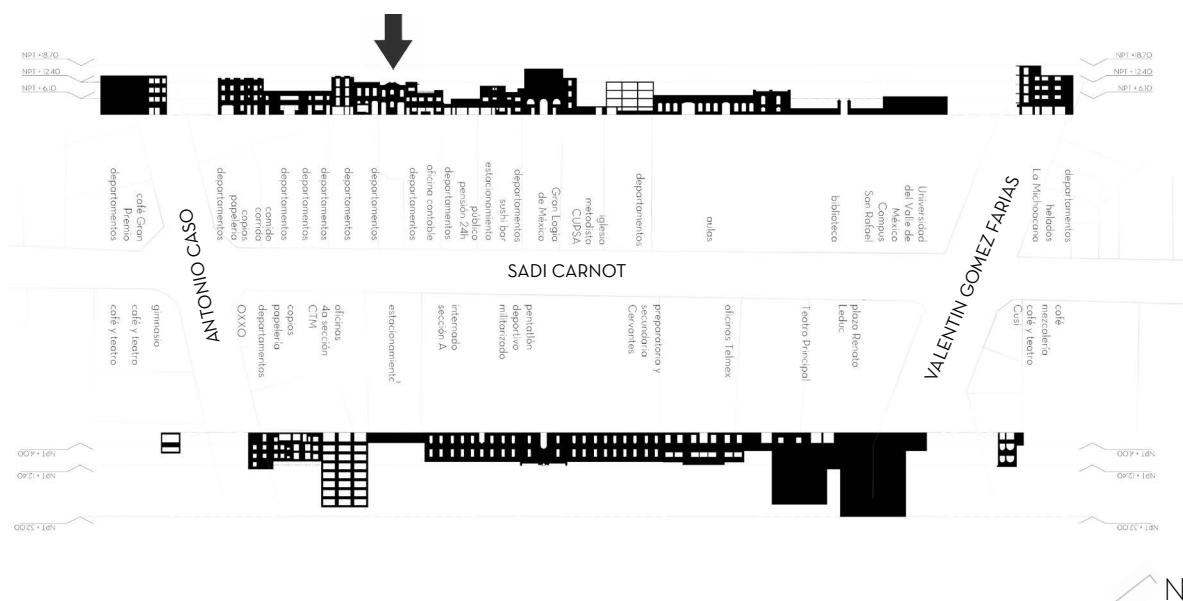 NPT +18.70
NPT +12.40
NPT +6.10
NPT +18.70
NPT +12.40
NPT +6.10
departamentos
café Gran
Premio
departamentos
papelería
copias
corrida
comida
departamentos
departamentos
departamentos
departamentos
departamentos
oficina contable
departamentos
pensión 24h
público
estacionamiento
sushi bar
departamentos
Gran Logia
de México
iglesia
metodista
CUPSA
departamentos
aulas
biblioteca
Universidad
del Valle de
México
Campus
San Rafael
helados
La Michoacana
departamentos
ANTONIO CASO
SADI CARNOT
VALENTIN GOMEZ FARIAS
café y teatro
café y teatro
gimnasio
OXXO
departamentos
papelería
copias
oficinas
4a sección
CTM
estacionamiento
internado
sección A
pentatlón
deportivo
militarizado
preparatoria y
secundaria
Cervantes
oficinas Telmex
Teatro Principal
plaza Renato
Leduc
café
mezcalería
café y teatro
Cusi
NPT + 4.00
NPT + 12.40
NPT + 32.00
NPT + 4.00
NPT + 12.40
NPT + 32.00
N